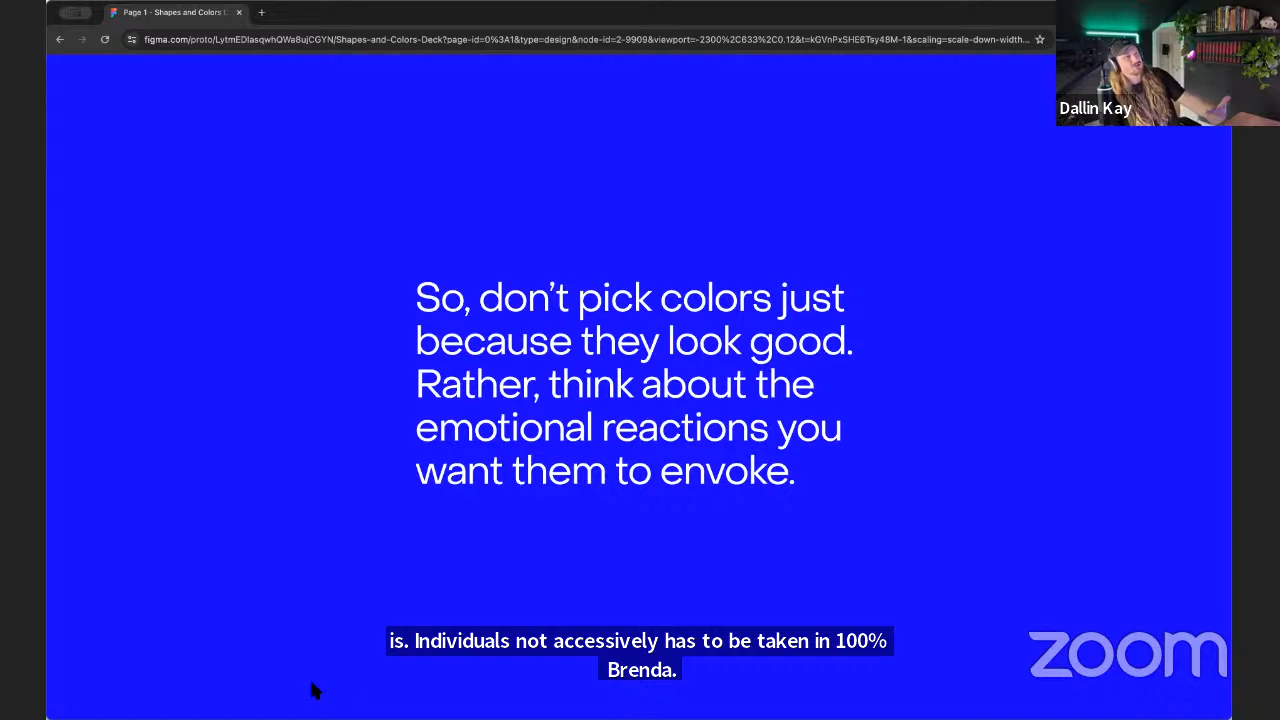 Page 1 - Shapes and Colors
figma.com/proto/LytmEDIasqwhQWa8ujCGYN/Shapes-and-Colors-Deck?page-id=0%3A1&type=design&node-id=2-9909&viewport=-2300%2C633%2C0.12&t=kGVnPxSHE6Tsy48M-1&scaling=scale-down-width...
Dallin Kay
So, don’t pick colors just
because they look good.
Rather, think about the
emotional reactions you
want them to envoke.
is. Individuals not accessively has to be taken in 100%
Brenda.
zoom